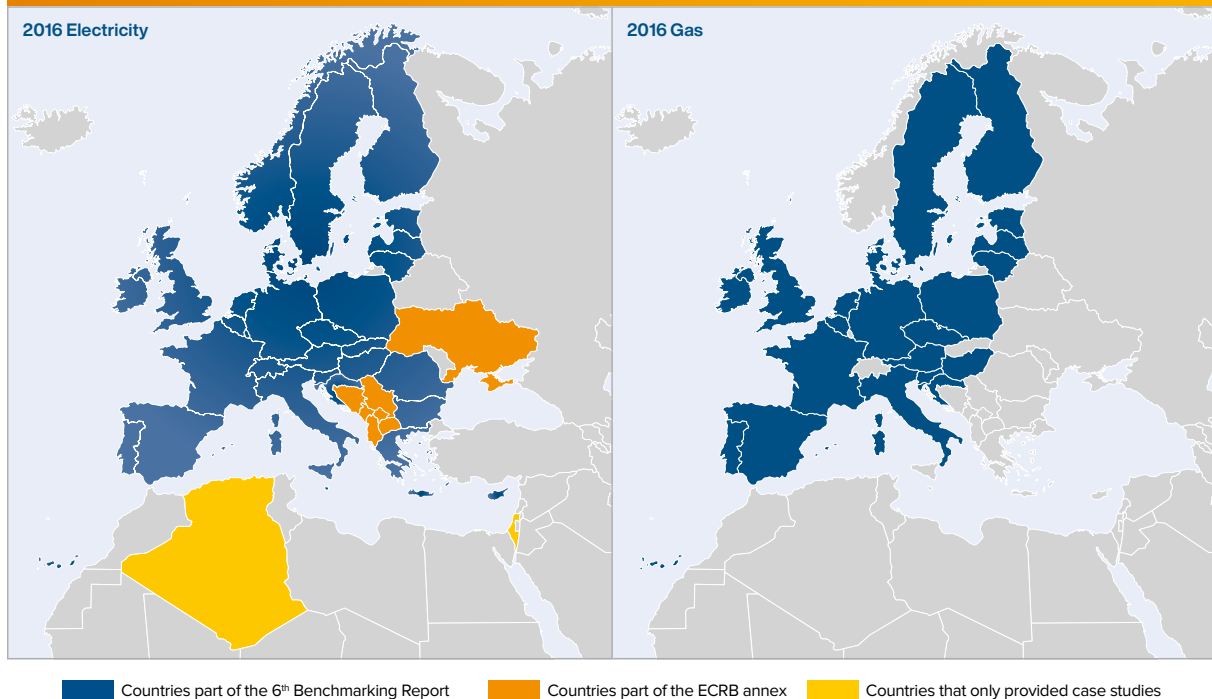 2016 Electricity
2016 Gas
Countries part of the 6th Benchmarking Report
Countries part of the ECRB annex
Countries that only provided case studies